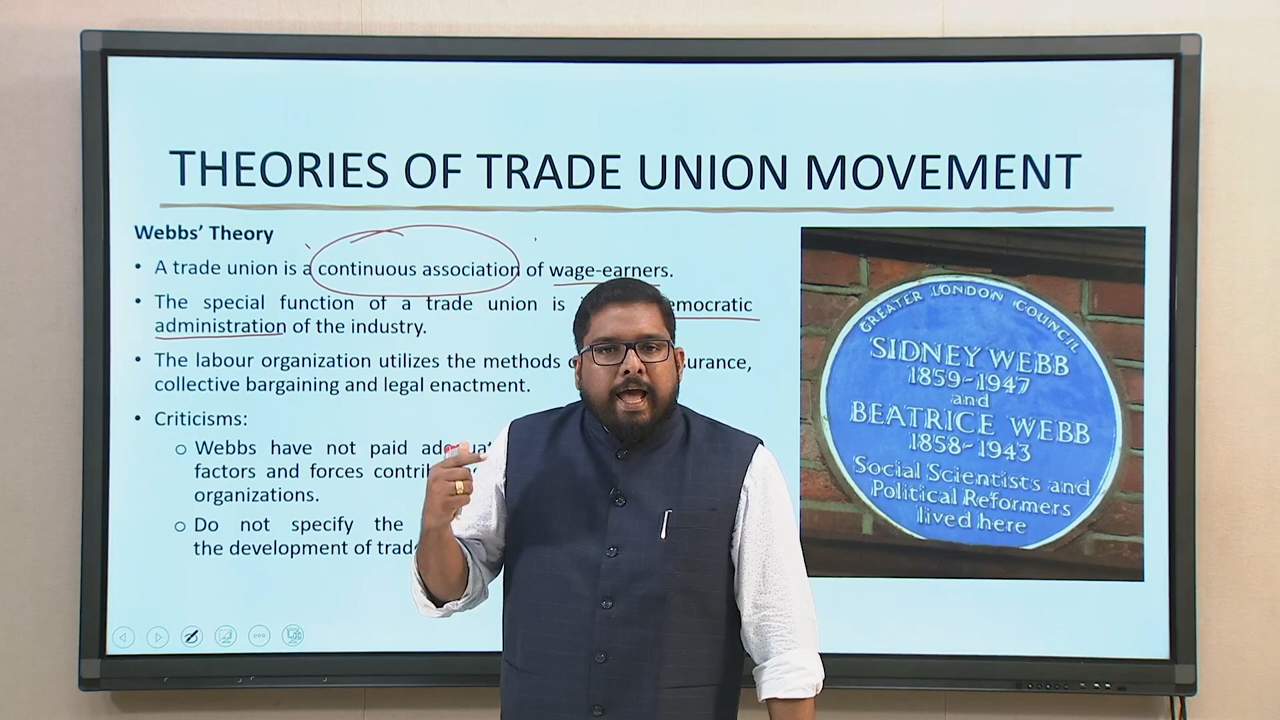 THEORIES OF TRADE UNION MOVEMENT
Webbs' Theory
• A trade union is a continuous association of wage-earners.
• The special function of a trade union is
administration of the industry.
• The labour organization utilizes the methods
collective bargaining and legal enactment.
• Criticisms:
o Webbs have not paid
factors and forces
organizations.
o Do not specify the
the development of
GREATER LONDON COUNCIL
SIDNEY WEBB
1859-1947
and
BEATRICE WEBB
1858-1943
Social Scientists and
Political Reformers
lived here